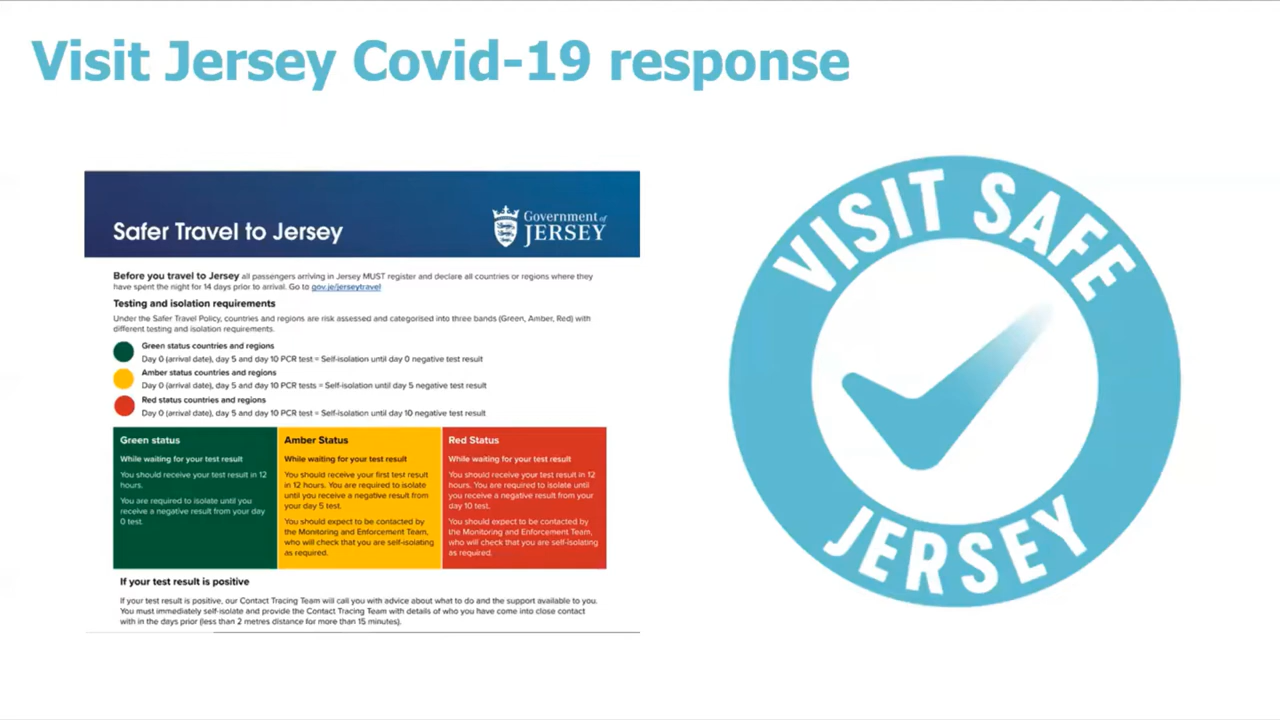 Visit Jersey Covid-19 response
Safer Travel to Jersey
Government of
JERSEY
Before you travel to Jersey all passengers arriving in Jersey MUST register and declare all countries or regions where they
have spent the night for 14 days prior to arrival. Go to gov.je/jerseytravel
Testing and isolation requirements
Under the Safer Travel Policy, countries and regions are risk assessed and categorised into three bands (Green, Amber, Red) with
different testing and isolation requirements.
Green status countries and regions
Day 0 (arrival date), day 5 and day 10 PCR test = Self-isolation until day 0 negative test result
Amber status countries and regions
Day 0 (arrival date), day 5 and day 10 PCR tests = Self-isolation until day 5 negative test result
Red status countries and regions
Day 0 (arrival date), day 5 and day 10 PCR test = Self-isolation until day 10 negative test result
Green status
While waiting for your test result
You should receive your test result in 12
hours.
You are required to isolate until you
receive a negative result from your day
0 test.
Amber Status
While waiting for your test result
You should receive your first test result
in 12 hours. You are required to isolate
until you receive a negative result from
your day 5 test.
You should expect to be contacted by
the Monitoring and Enforcement Team,
who will check that you are self-isolating
as required.
Red Status
While waiting for your test result
You should receive your test result in 12
hours. You are required to isolate until
you receive a negative result from your
day 10 test.
You should expect to be contacted by
the Monitoring and Enforcement Team,
who will check that you are self-isolating
as required.
If your test result is positive
If your test result is positive, our Contact Tracing Team will call you with advice about what to do and the support available to you.
You must immediately self-isolate and provide the Contact Tracing Team with details of who you have come into close contact
with in the days prior (less than 2 metres distance for more than 15 minutes).
VISIT SAFE
JERSEY